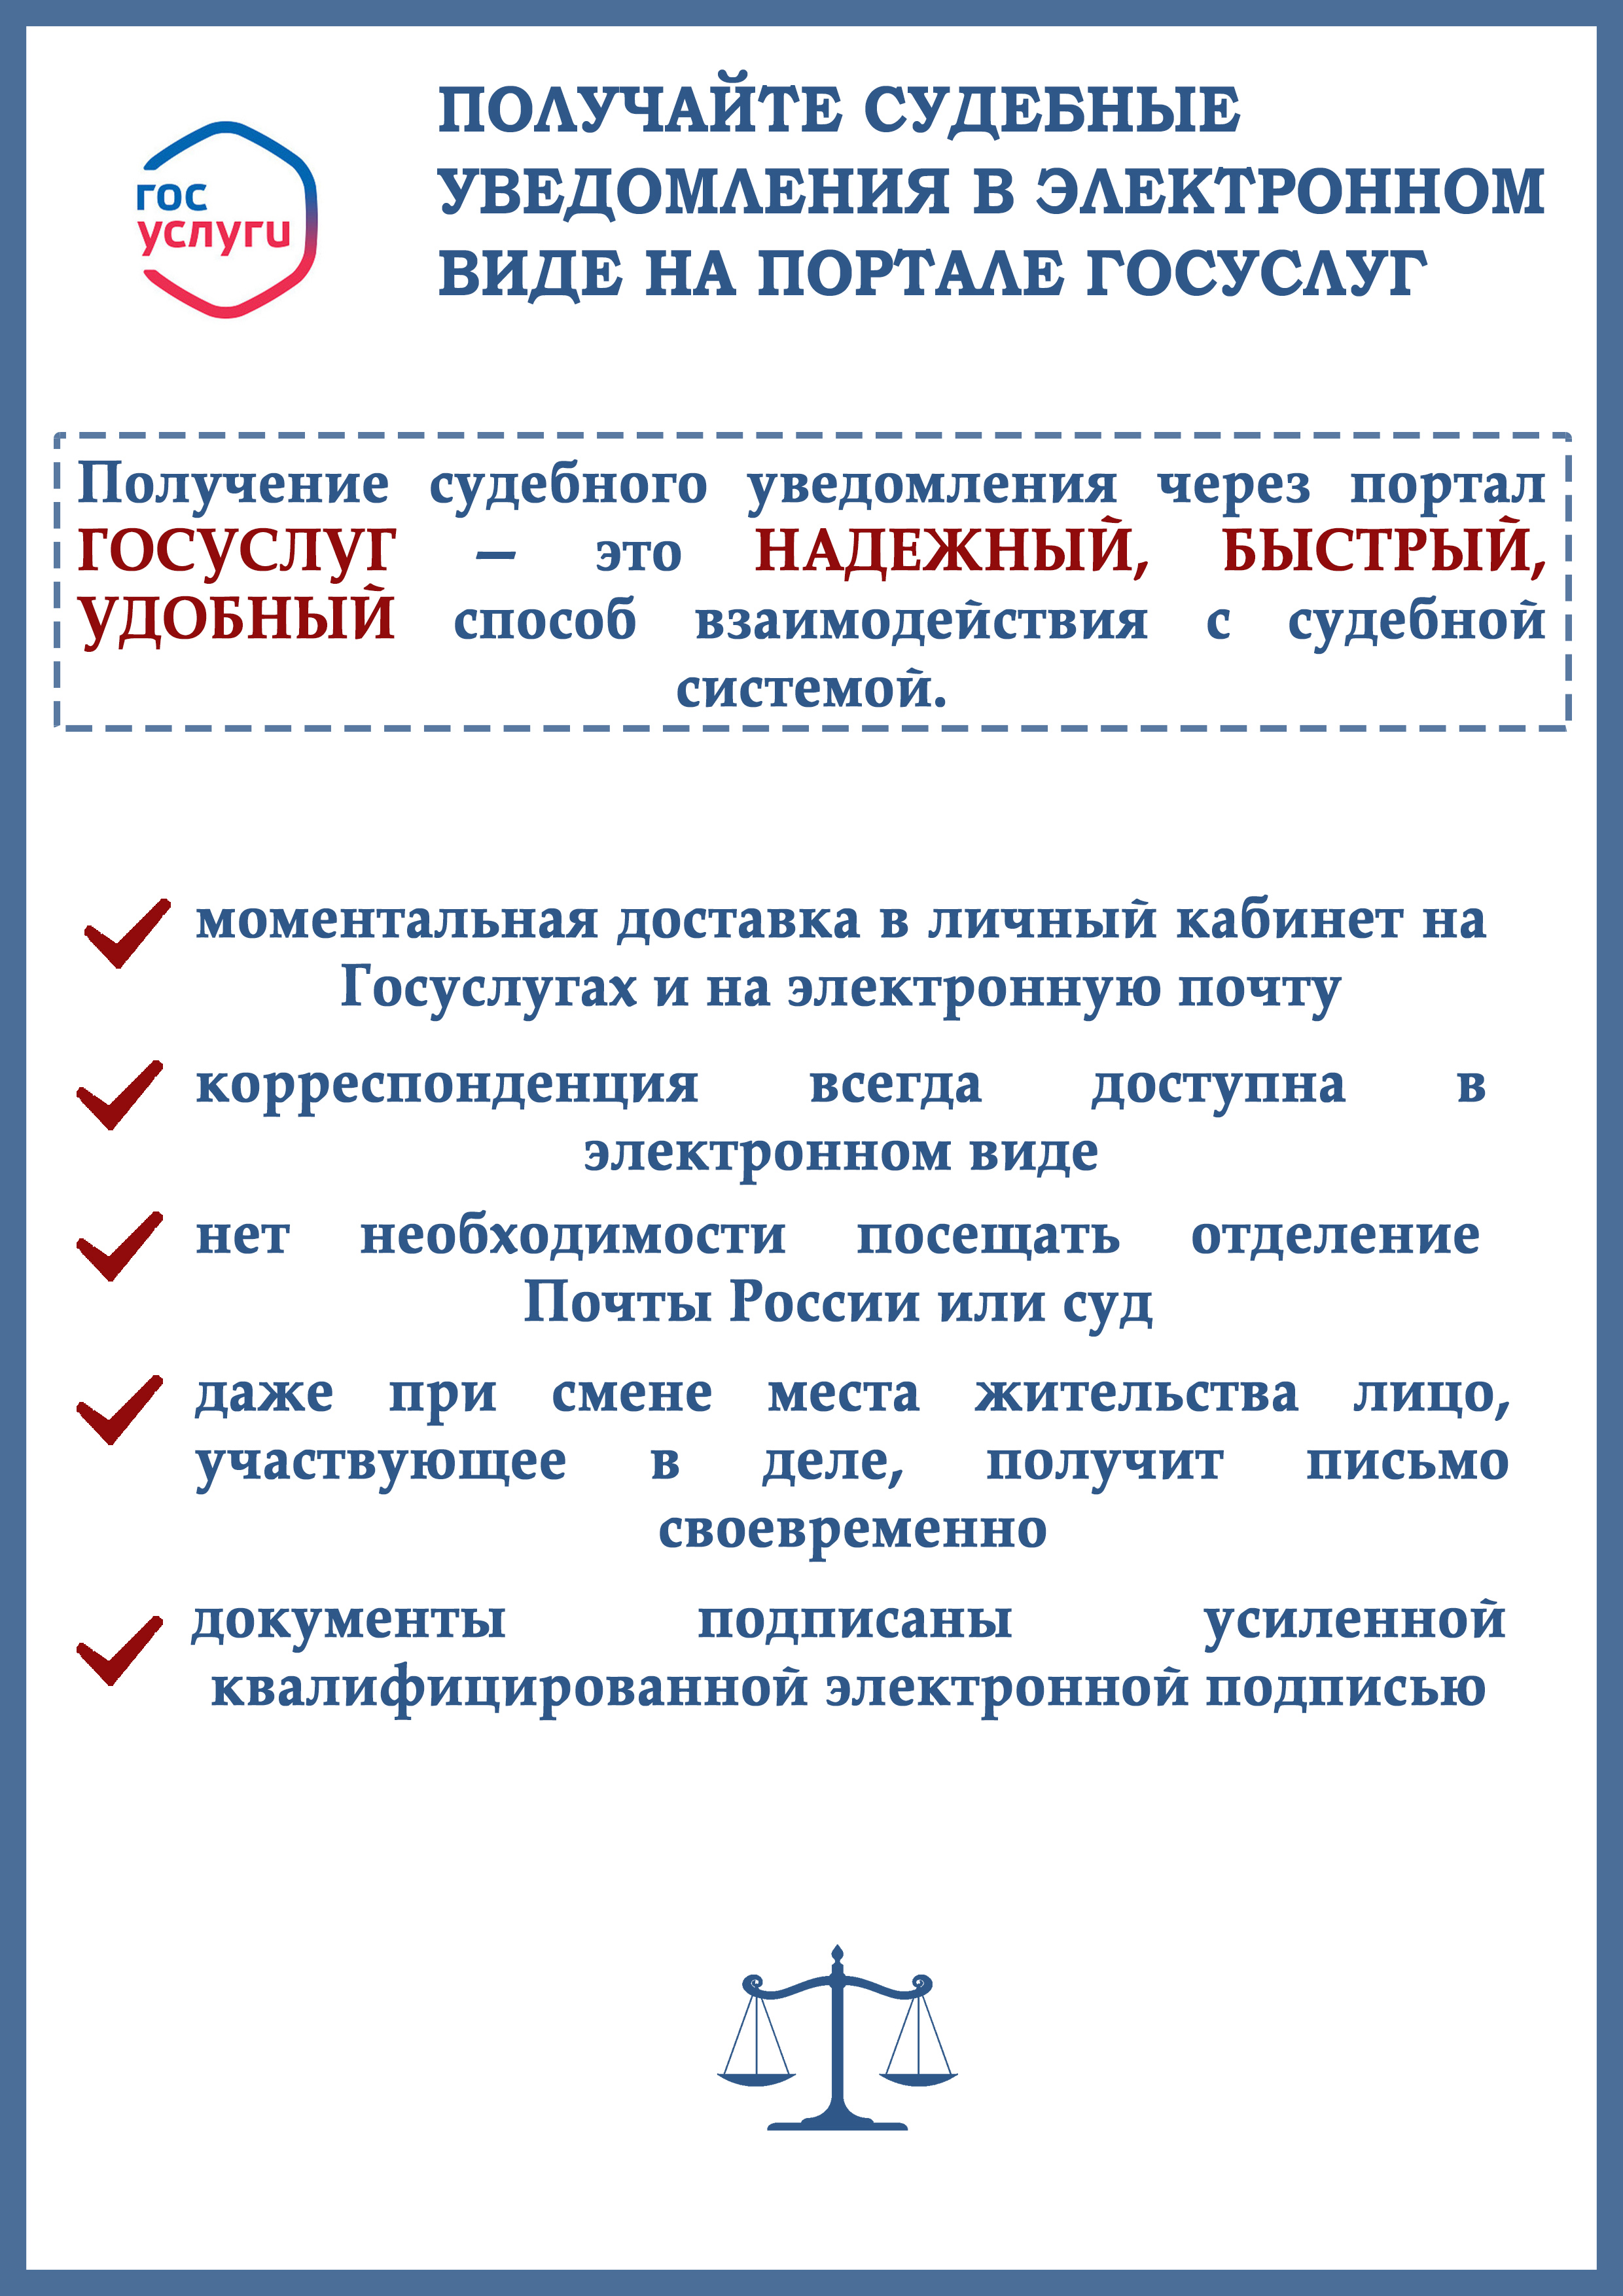 гос
услуги
ПОЛУЧАЙТЕ СУДЕБНЫЕ
УВЕДОМЛЕНИЯ В ЭЛЕКТРОННОМ
ВИДЕ НА ПОРТАЛЕ ГОСУСЛУГ
Получение судебного уведомления через портал
ГОСУСЛУГ – это НАДЕЖНЫЙ, БЫСТРЫЙ,
УДОБНЫЙ способ взаимодействия с судебной
системой.
моментальная доставка в личный кабинет на
Госуслугах и на электронную почту
корреспонденция всегда доступна в
электронном виде
нет необходимости посещать отделение
Почты России или суд
даже при смене места жительства лицо,
участвующее в деле, получит письмо
своевременно
документы подписаны усиленной
квалифицированной электронной подписью